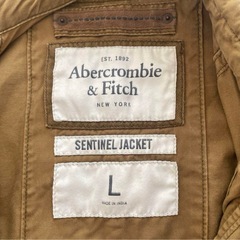 EST. 1892
Abercrombie
& Fitch
NEW YORK
SENTINEL JACKET
L
MADE IN INDIA